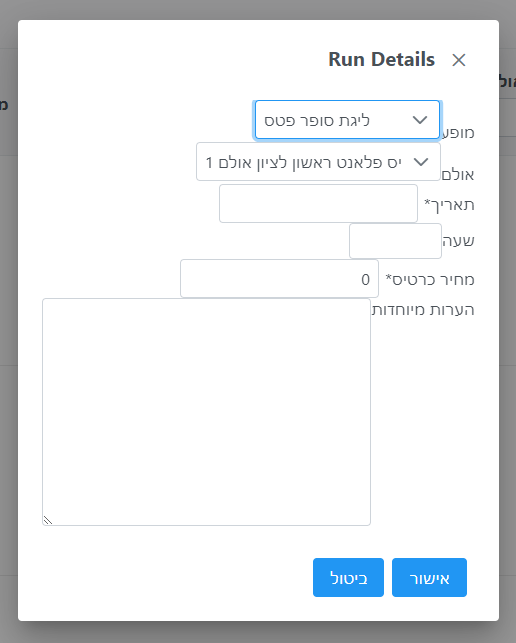 Run Details
מופע ליגת סופר פטס
אולם יס פלאנט ראשון לציון אולם 1
תאריך*
שעה
מחיר כרטיס* 0
הערות מיוחדות
אישור ביטול